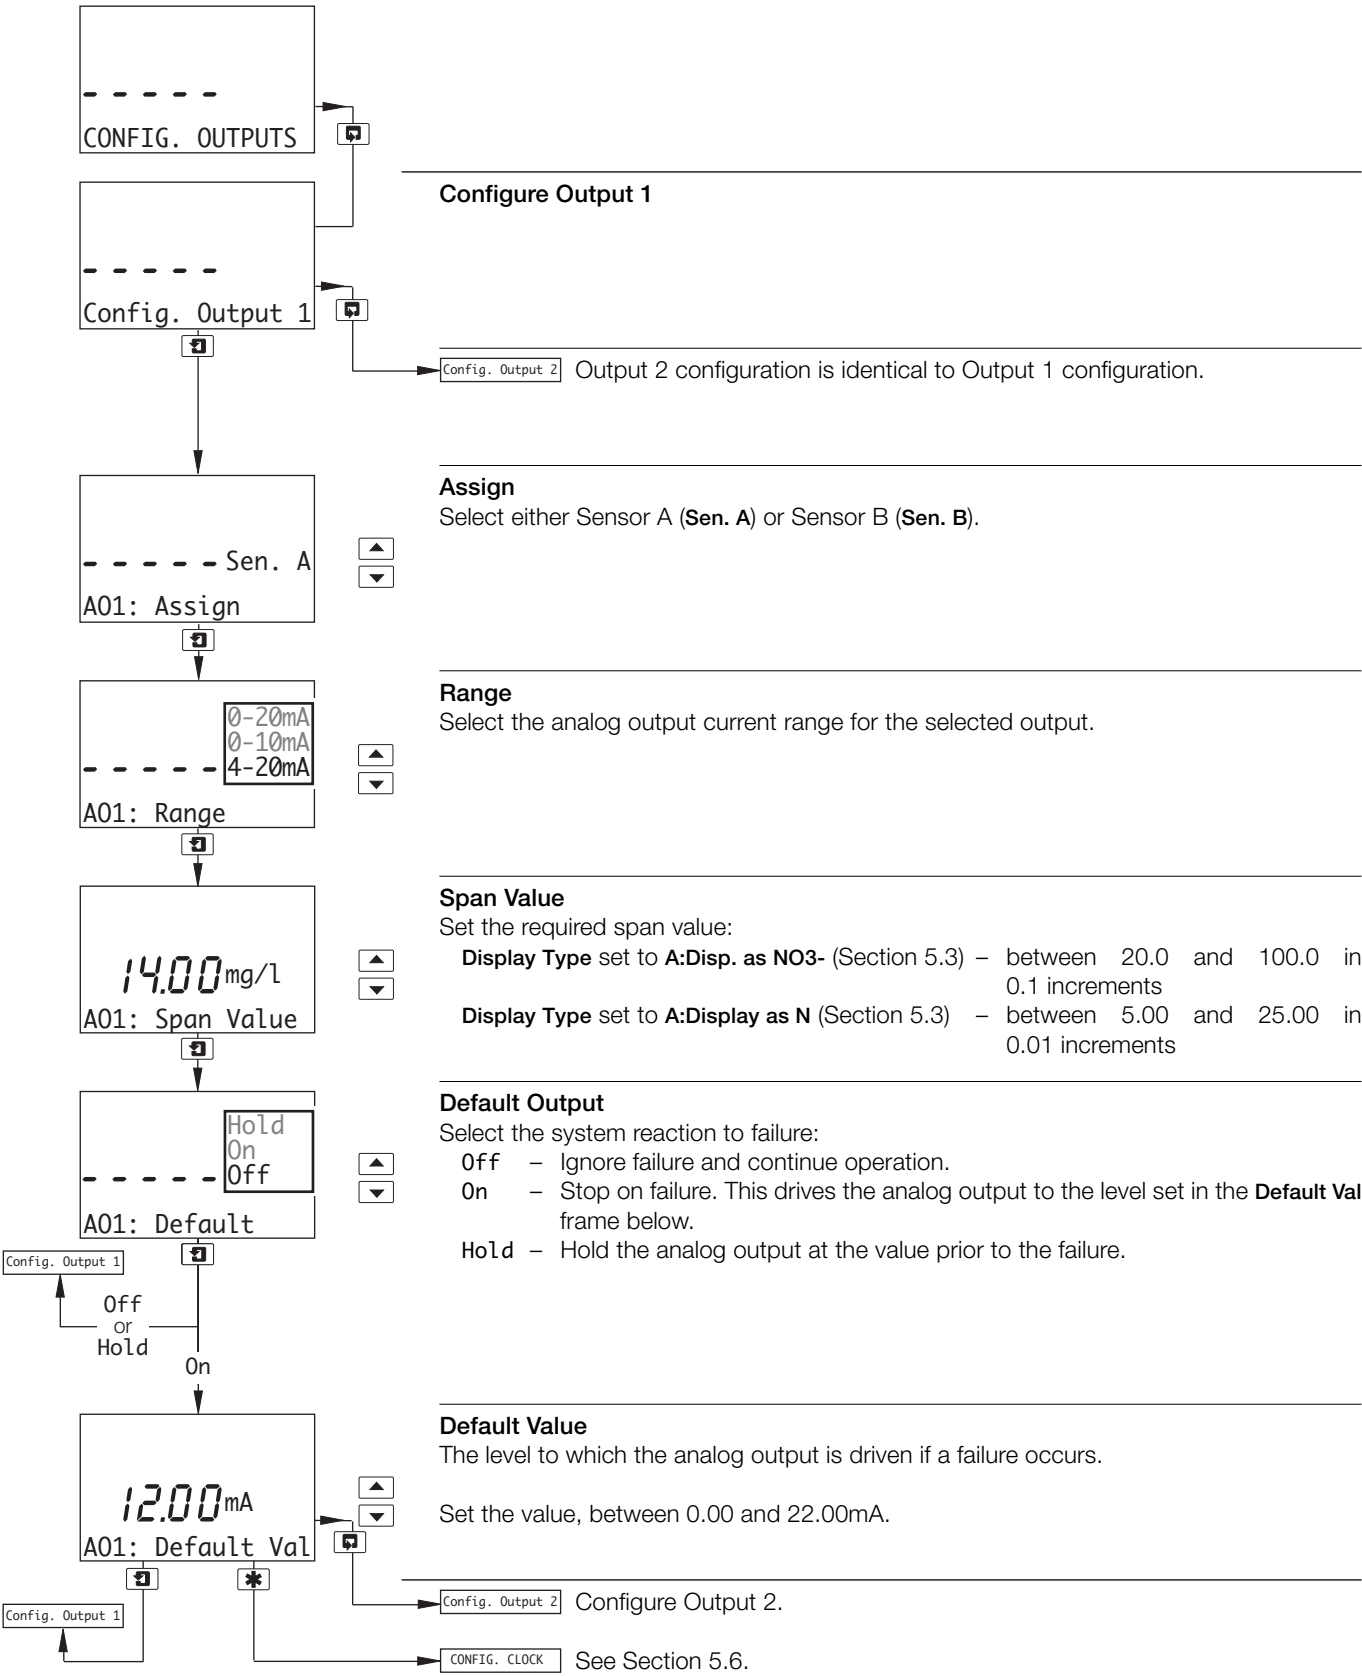 - - - - -
CONFIG. OUTPUTS
Configure Output 1
- - - - -
Config. Output 1
Config. Output 2 Output 2 configuration is identical to Output 1 configuration.
Assign
Select either Sensor A (Sen. A) or Sensor B (Sen. B).
- - - - - Sen. A
AO1: Assign
Range
Select the analog output current range for the selected output.
0-20mA
0-10mA
- - - - - 4-20mA
AO1: Range
Span Value
Set the required span value:
Display Type set to A:Disp. as NO3- (Section 5.3) – between 20.0 and 100.0 in
0.1 increments
Display Type set to A:Display as N (Section 5.3) – between 5.00 and 25.00 in
0.01 increments
14.00 mg/l
AO1: Span Value
Default Output
Select the system reaction to failure:
Off – Ignore failure and continue operation.
On – Stop on failure. This drives the analog output to the level set in the Default Val
frame below.
Hold – Hold the analog output at the value prior to the failure.
Hold
On
- - - - - Off
AO1: Default
Config. Output 1
Off
or
Hold
On
Default Value
The level to which the analog output is driven if a failure occurs.
Set the value, between 0.00 and 22.00mA.
12.00 mA
AO1: Default Val
Config. Output 1
Config. Output 2 Configure Output 2.
CONFIG. CLOCK See Section 5.6.